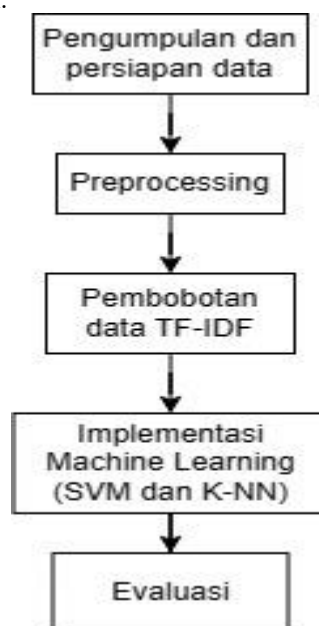 Pengumpulan dan
persiapan data
Preprocessing
Pembobotan
data TF-IDF
Implementasi
Machine Learning
(SVM dan K-NN)
Evaluasi